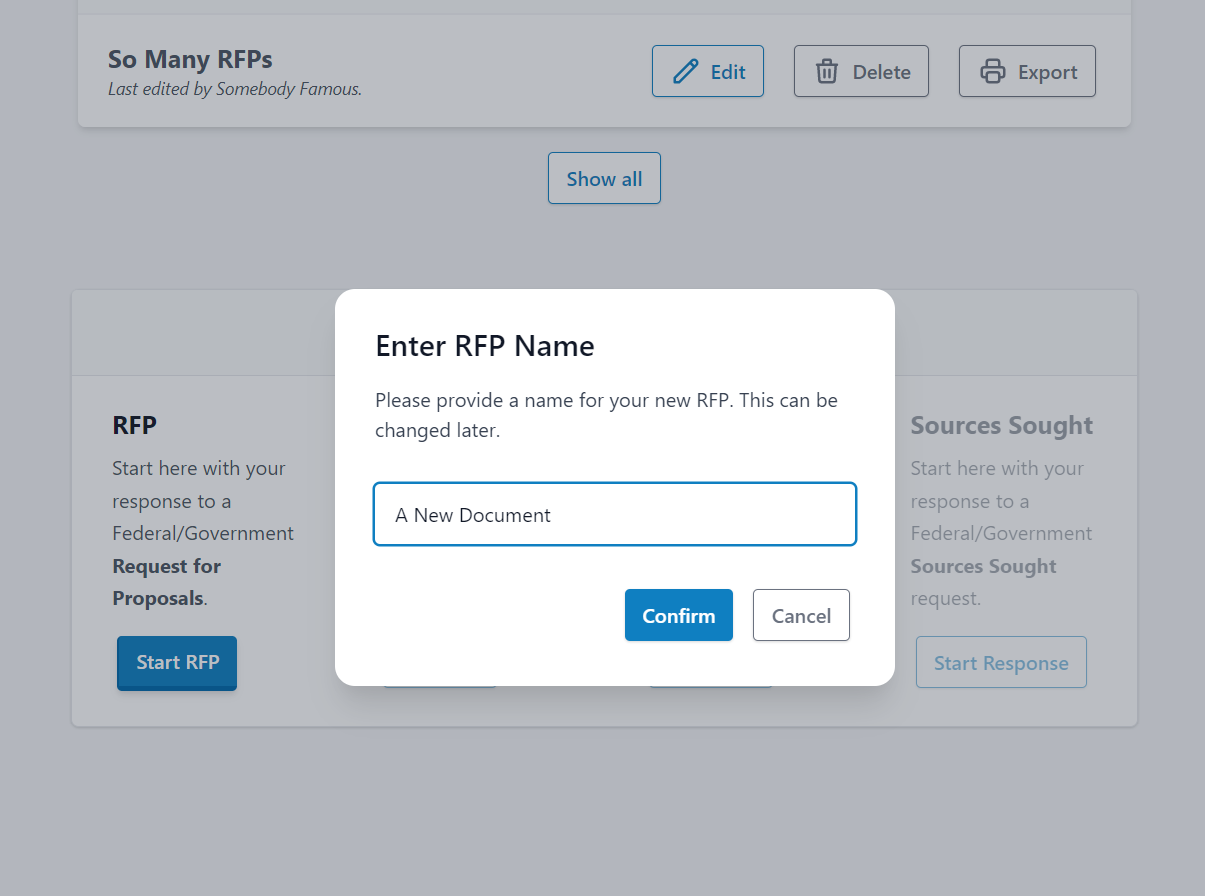 So Many RFPs
Last edited by Somebody Famous.
Edit
Delete
Export
Show all
Enter RFP Name
Please provide a name for your new RFP. This can be
changed later.
A New Document
Confirm
Cancel
RFP
Start here with your
response to a
Federal/Government
Request for
Proposals.
Start RFP
Sources Sought
Start here with your
response to a
Federal/Government
Sources Sought
request.
Start Response